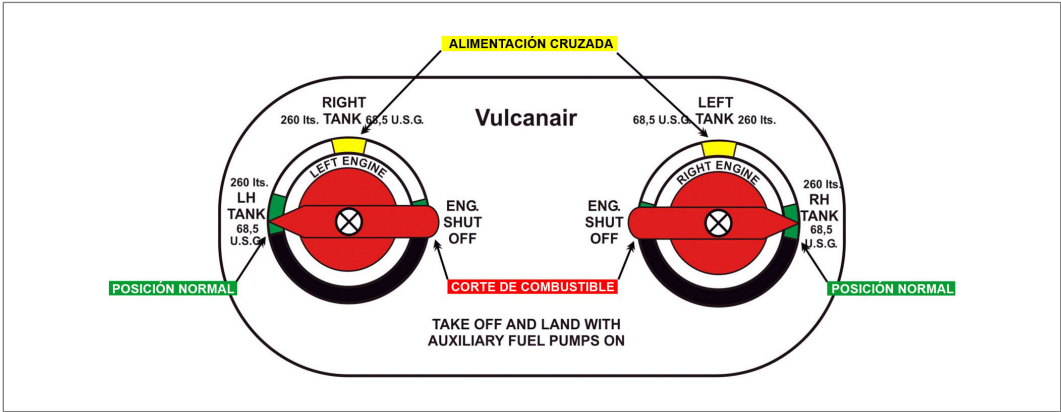 ALIMENTACIÓN CRUZADA
RIGHT
260 lts. TANK 68,5 U.S.G.
Vulcanair
LEFT
68,5 U.S.G. TANK 260 lts.
LEFT ENGINE
RIGHT ENGINE
260 lts.
LH
TANK
68,5
U.S.G.
ENG.
SHUT
OFF
ENG.
SHUT
OFF
260 lts.
RH
TANK
68,5
U.S.G.
POSICIÓN NORMAL
CORTE DE COMBUSTIBLE
POSICIÓN NORMAL
TAKE OFF AND LAND WITH
AUXILIARY FUEL PUMPS ON